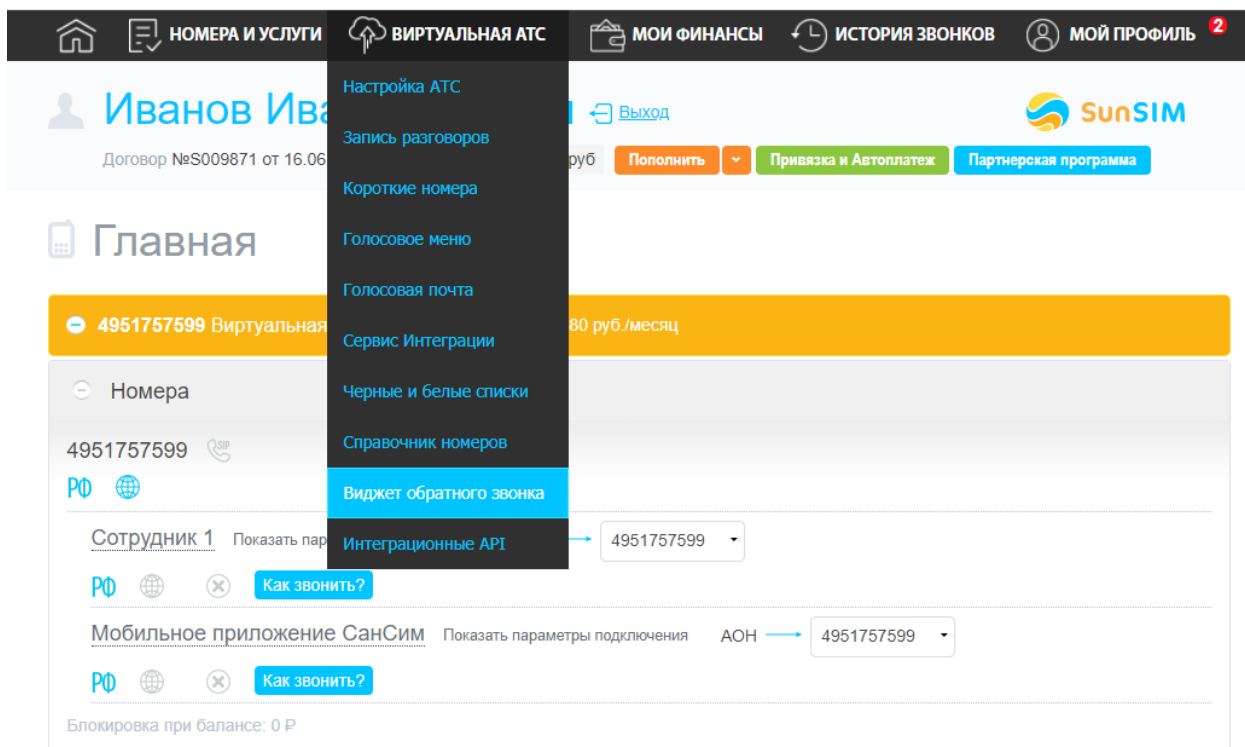 НОМЕРА И УСЛУГИ ВИРТУАЛЬНАЯ АТС МОИ ФИНАНСЫ ИСТОРИЯ ЗВОНКОВ МОЙ ПРОФИЛЬ 2
Настройка АТС
Запись разговоров
Короткие номера
Голосовое меню
Голосовая почта
Сервис Интеграции
Черные и белые списки
Справочник номеров
Виджет обратного звонка
Интеграционные API
Иванов Выход SunSIM
Договор №S009871 от 16.06 руб Пополнить Привязка и Автоплатеж Партнерская программа
Главная
4951757599 Виртуальная 80 руб./месяц
Номера
4951757599 SIP
РФ
Сотрудник 1 Показать 4951757599
РФ Как звонить?
Мобильное приложение СанСим Показать параметры подключения АОН 4951757599
РФ Как звонить?
Блокировка при балансе: 0 ₽